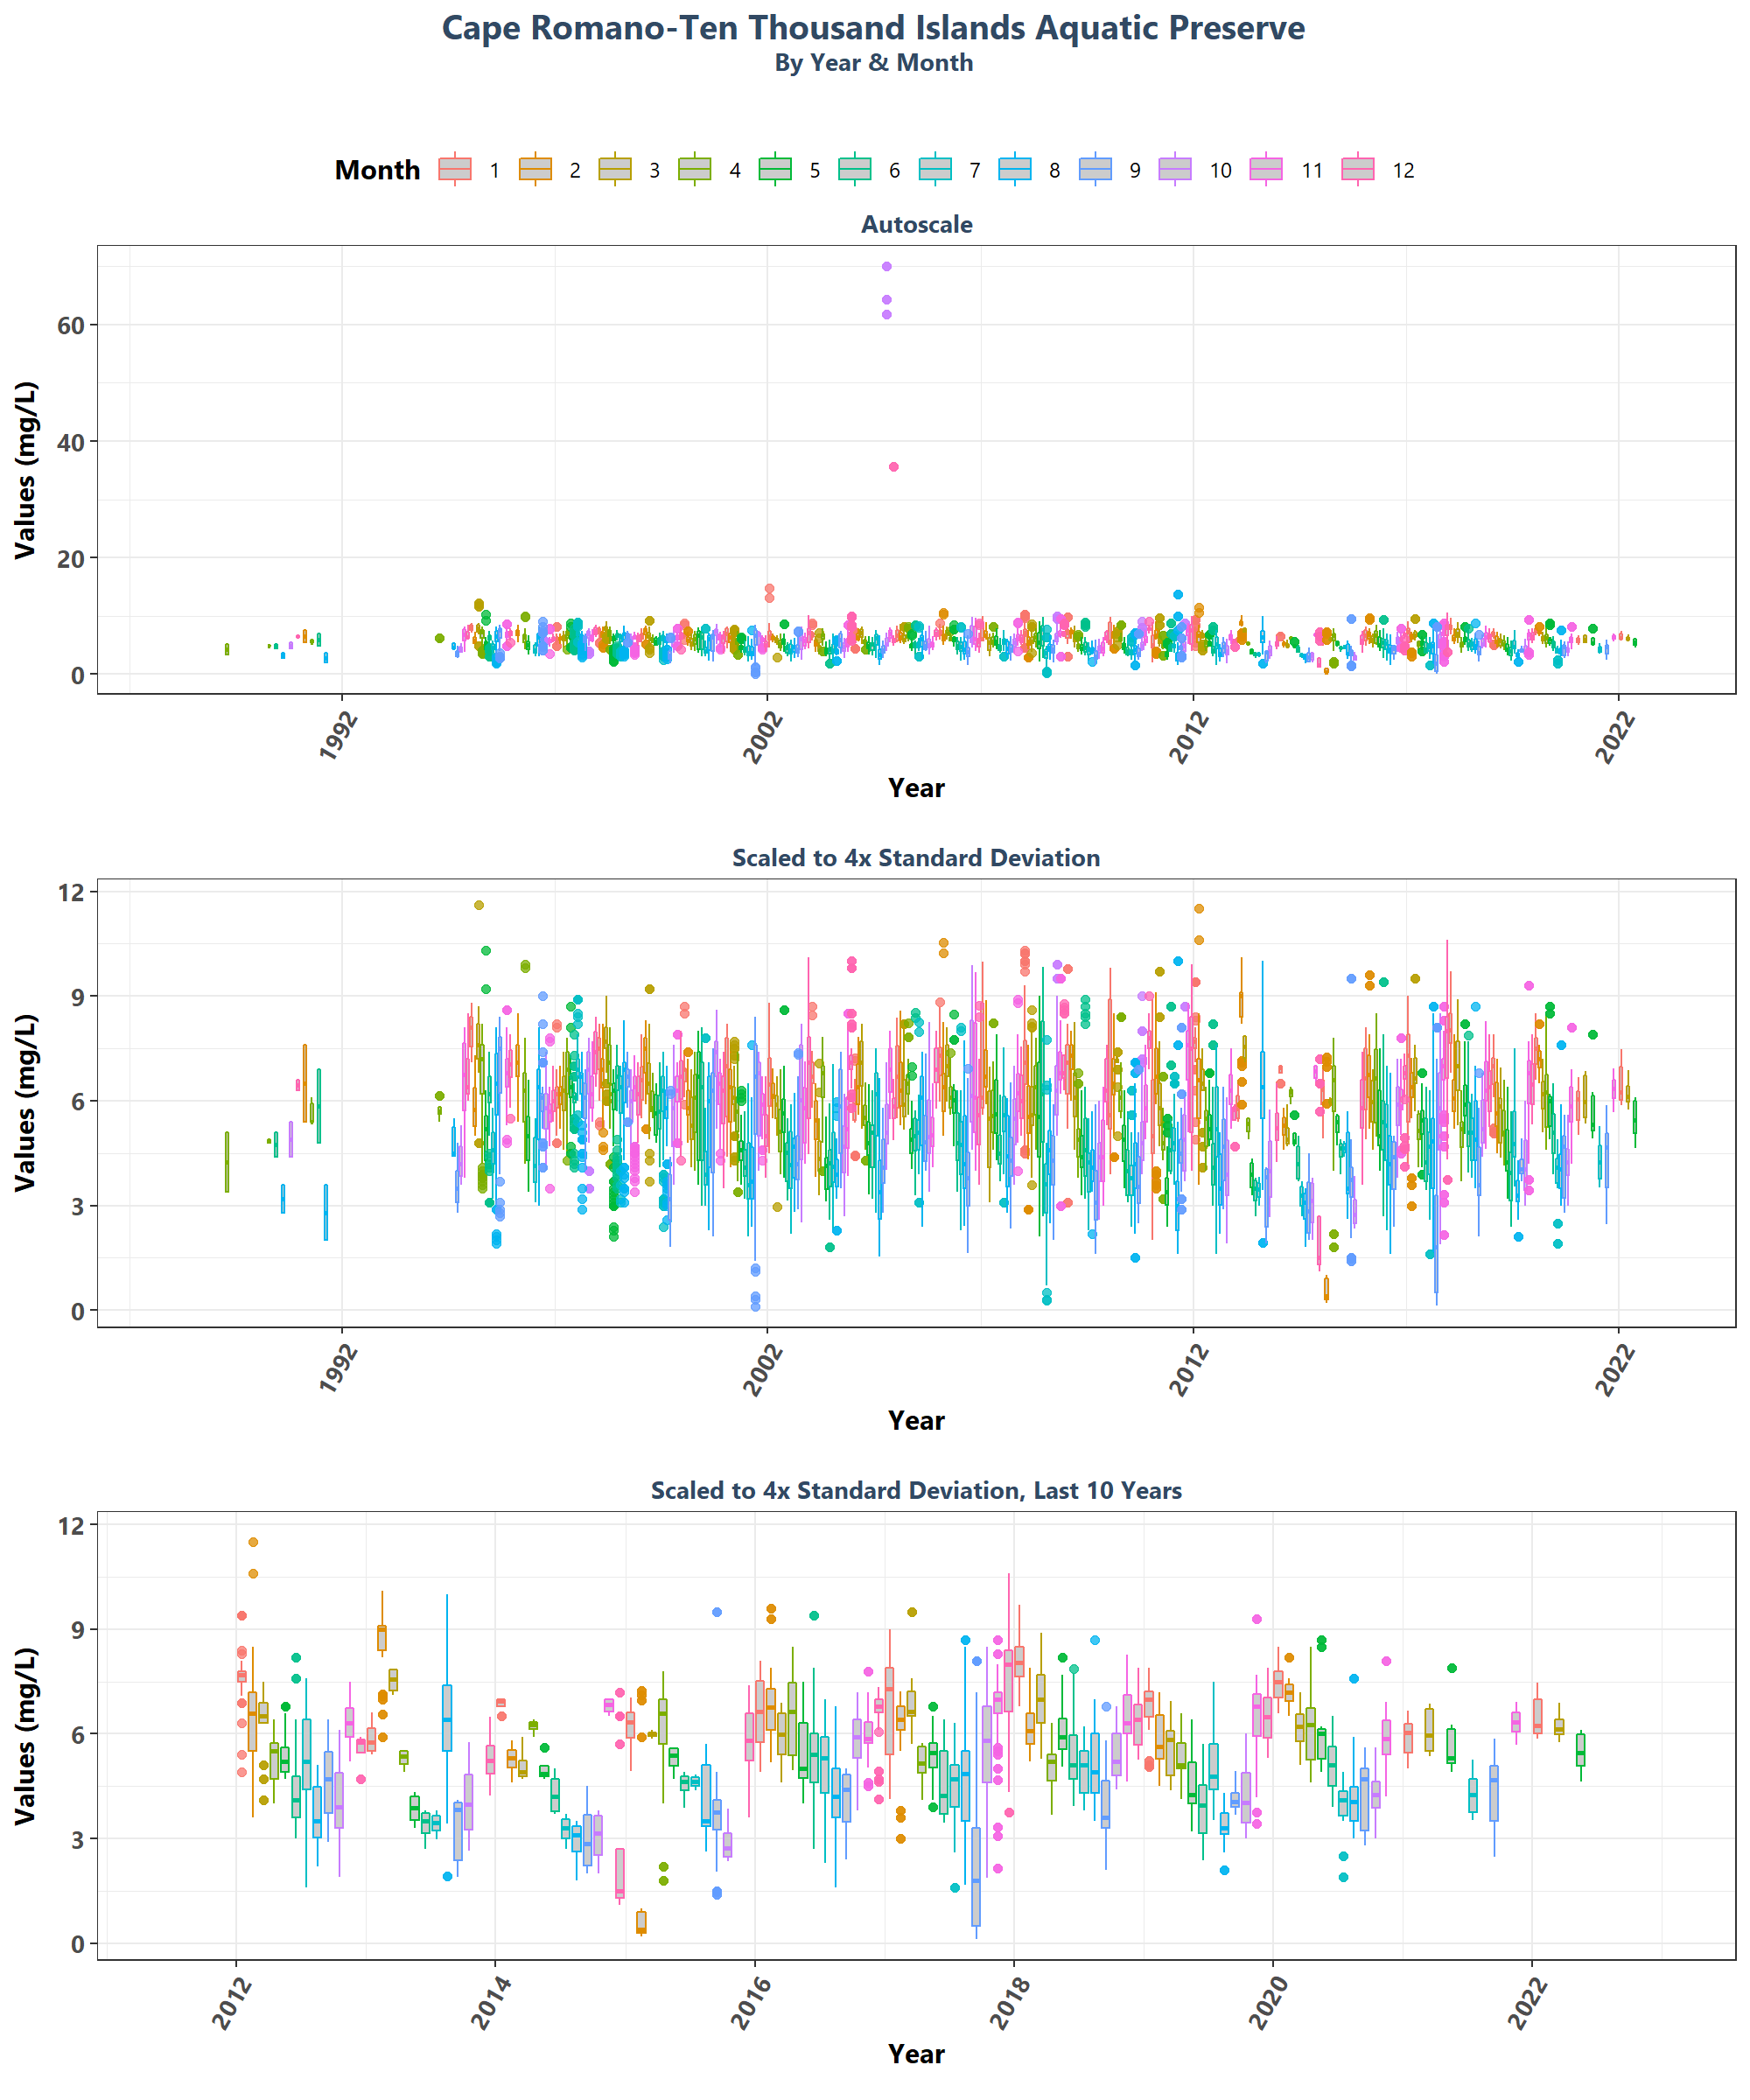 Cape Romano-Ten Thousand Islands Aquatic Preserve
By Year & Month
Month 1 2 3 4 5 6 7 8 9 10 11 12
Autoscale
Values (mg/L)
60
40
20
0
1992 2002 2012 2022
Year
Scaled to 4x Standard Deviation
Values (mg/L)
12
9
6
3
0
1992 2002 2012 2022
Year
Scaled to 4x Standard Deviation, Last 10 Years
Values (mg/L)
12
9
6
3
0
2012 2014 2016 2018 2020 2022
Year